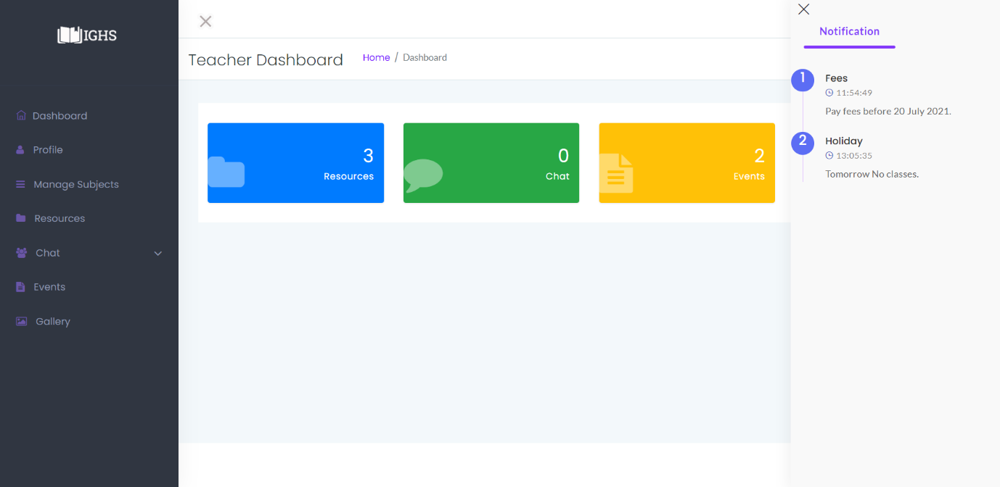 IGHS
Dashboard
Profile
Manage Subjects
Resources
Chat
Events
Gallery
Teacher Dashboard
Home / Dashboard
3
Resources
0
Chat
2
Events
Notification
1
Fees
11:54:49
Pay fees before 20 July 2021.
2
Holiday
13:05:35
Tomorrow No classes.